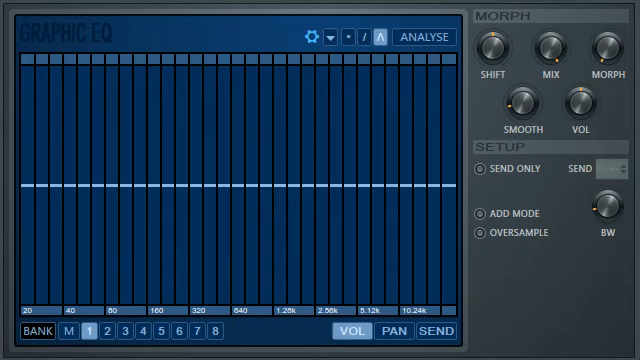 GRAPHIC EQ
ANALYSE
20 40 80 160 320 640 1.28k 2.56k 5.12k 10.24k
BANK M 1 2 3 4 5 6 7 8 VOL PAN SEND
MORPH
SHIFT MIX MORPH
SMOOTH VOL
SETUP
SEND ONLY SEND ---
ADD MODE
OVERSAMPLE BW